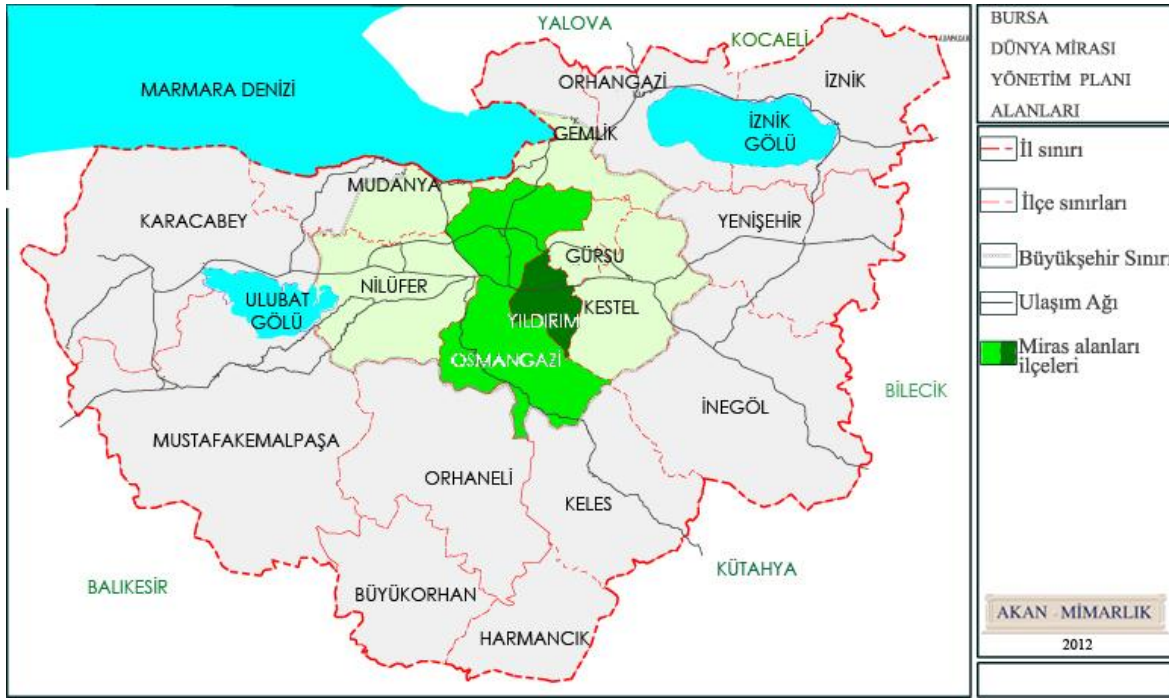 YALOVA
KOCAELİ
ORHANGAZİ
İZNİK
MARMARA DENİZİ
GEMLİK
İZNİK
GÖLÜ
MUDANYA
KARACABEY
YENİŞEHİR
GÜRSU
NİLÜFER
ULUBAT
GÖLÜ
KESTEL
YILDIRIM
OSMANGAZİ
BİLECİK
İNEGÖL
MUSTAFAKEMALPAŞA
ORHANELİ
KELES
BALIKESİR
KÜTAHYA
BÜYÜKORHAN
HARMANCIK
BURSA
DÜNYA MİRASI
YÖNETİM PLANI
ALANLARI
İl sınırı
İlçe sınırları
Büyükşehir Sınırı
Ulaşım Ağı
Miras alanları
ilçeleri
AKAN - MİMARLIK
2012